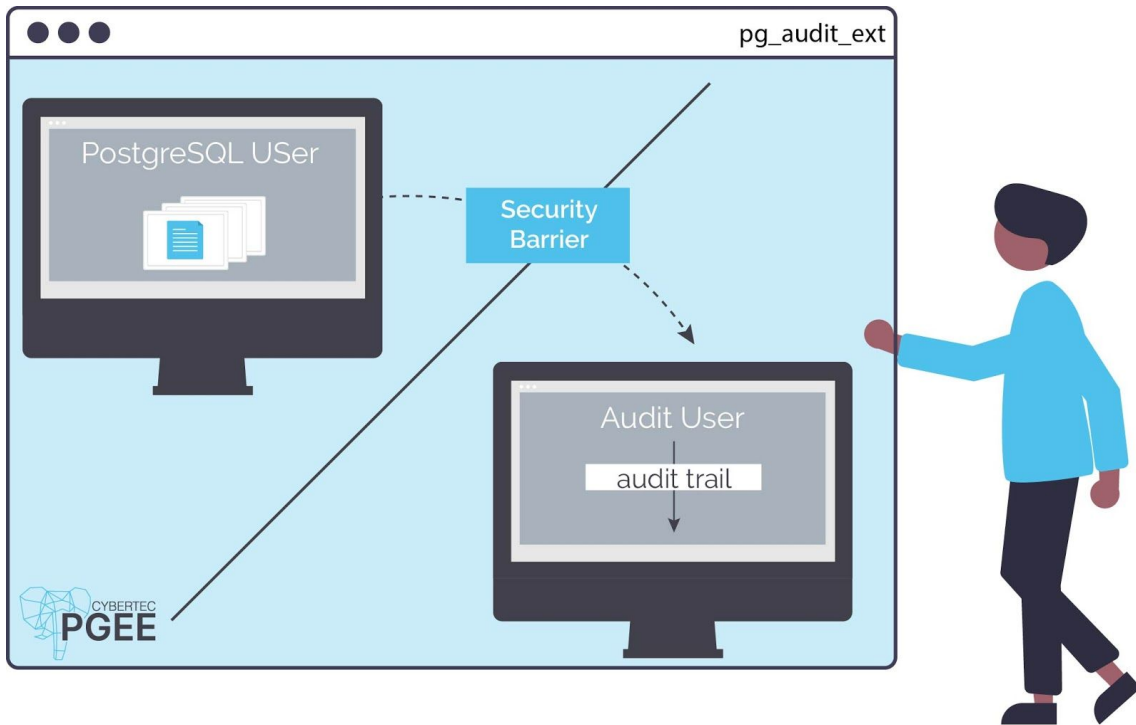 pg_audit_ext
PostgreSQL USer
Security
Barrier
Audit User
audit trail
CYBERTEC
PGEE